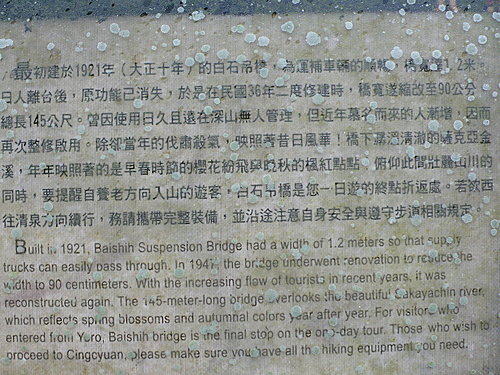 最初建於1921年（大正十年）的白石吊橋，為運補車輛的順暢，橋寬達1.2米。
日人離台後，原功能已消失，於是在民國36年二度修建時，橋寬遂縮改至90公分
總長145公尺。曾因使用日久且遠在深山無人管理，但近年慕名而來的人漸增，因而
再次整修啟用。除卻當年的伐肅殺氣，映照著昔日風華！橋下潺潺清澈的薩克亞金
溪，年年映照著的是早春時節的櫻花紛飛與晚秋的楓紅點點。俯仰此間壯麗山川的
同時，要提醒自養老方向入山的遊客，白石吊橋是您一日遊的終點折返處。若欲西
往清泉方向續行，務請攜帶完整裝備，並沿途注意自身安全與遵守步道相關規定。
Built in 1921, Baishih Suspension Bridge had a width of 1.2 meters so that supply
trucks can easily pass through. In 1947, the bridge underwent renovation to reduce the
width to 90 centimeters. With the increasing flow of tourists in recent years, it was
reconstructed again. The 145-meter-long bridge overlooks the beautiful Sakayachin river,
which reflects spring blossoms and autumnal colors year after year. For visitors who
entered from Yoro, Baishih bridge is the final stop on the one-day tour. Those who wish to
proceed to Cingcyuan, please make sure you have all the hiking equipment you need.